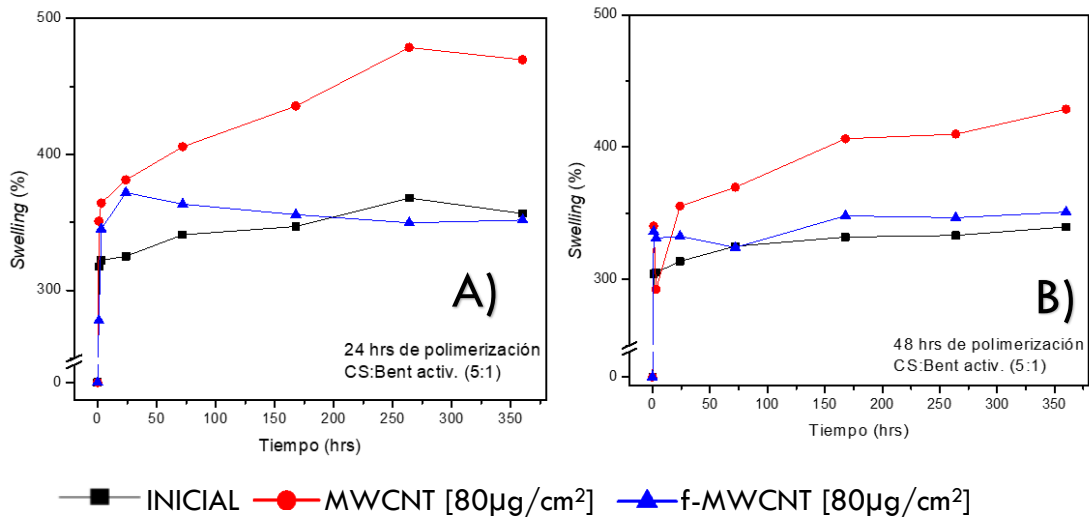 500
400
300
0
Swelling (%)
A)
24 hrs de polimerización
CS:Bent activ. (5:1)
0 50 100 150 200 250 300 350
Tiempo (hrs)
500
400
300
0
Swelling (%)
B)
48 hrs de polimerización
CS:Bent activ. (5:1)
0 50 100 150 200 250 300 350
Tiempo (hrs)
INICIAL MWCNT [80µg/cm²] f-MWCNT [80µg/cm²]